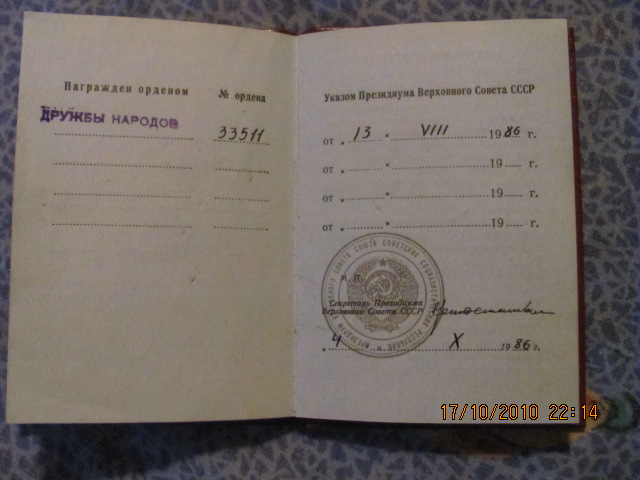 Награжден орденом № ордена
ДРУЖБЫ НАРОДОВ 33511
Указом Президиума Верховного Совета СССР
от „ 13 “ VIII 1986 г.
от „ “ 19 г.
от „ “ 19 г.
от „ “ 19 г.
М. П.
Секретарь Президиума
Верховного Совета СССР
„ 4 X 1986 г.
17/10/2010 22:14